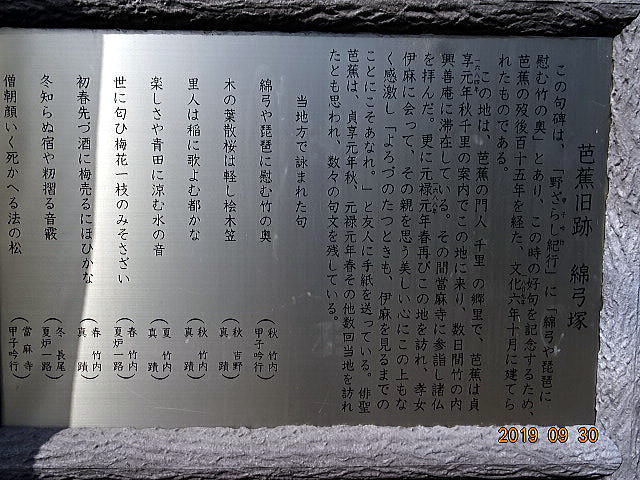 芭蕉旧跡 綿弓塚
この句碑は、「野ざらし紀行」に「綿弓や琵琶に
慰む竹の奥」とあり、この時の好句を記念するため、
芭蕉の歿後百十五年を経た、文化六年十月に建てら
れたものである。
この地は、芭蕉の門人 千里 の郷里で、芭蕉は貞
享元年秋千里の案内でこの地に来り、数日間竹の内
興善庵に滞在している。その間當麻寺に参詣し諸仏
を拝んだ。更に元禄元年春再びこの地を訪れ、孝女
伊麻に会って、その親を思う美しい心にこの上もな
く感激し「よろづのたつときも、伊麻を見るまでの
ことにこそあなれ。」と友人に手紙を送っている。俳聖
芭蕉は、貞享元年秋、元禄元年春その他数回当地を訪れ
たとも思われ、数々の句文を残している。
当地方で詠まれた句
綿弓や琵琶に慰む竹の奥 (秋 竹内 甲子吟行)
木の葉散桜は軽し桧木笠 (秋 吉野 真蹟)
里人は稲に歌よむ都かな (秋 竹内 真蹟)
楽しさや青田に涼む水の音 (夏 竹内 真蹟)
世に匂ひ梅花一枝のみそさざい (春 竹内 夏炉一路)
初春先づ酒に梅売るにほひかな (春 竹内 真蹟)
冬知らぬ宿や籾摺る音霰 (冬 長尾 夏炉一路)
僧朝顔いく死かへる法の松 (當麻寺 甲子吟行)
2019 09 30